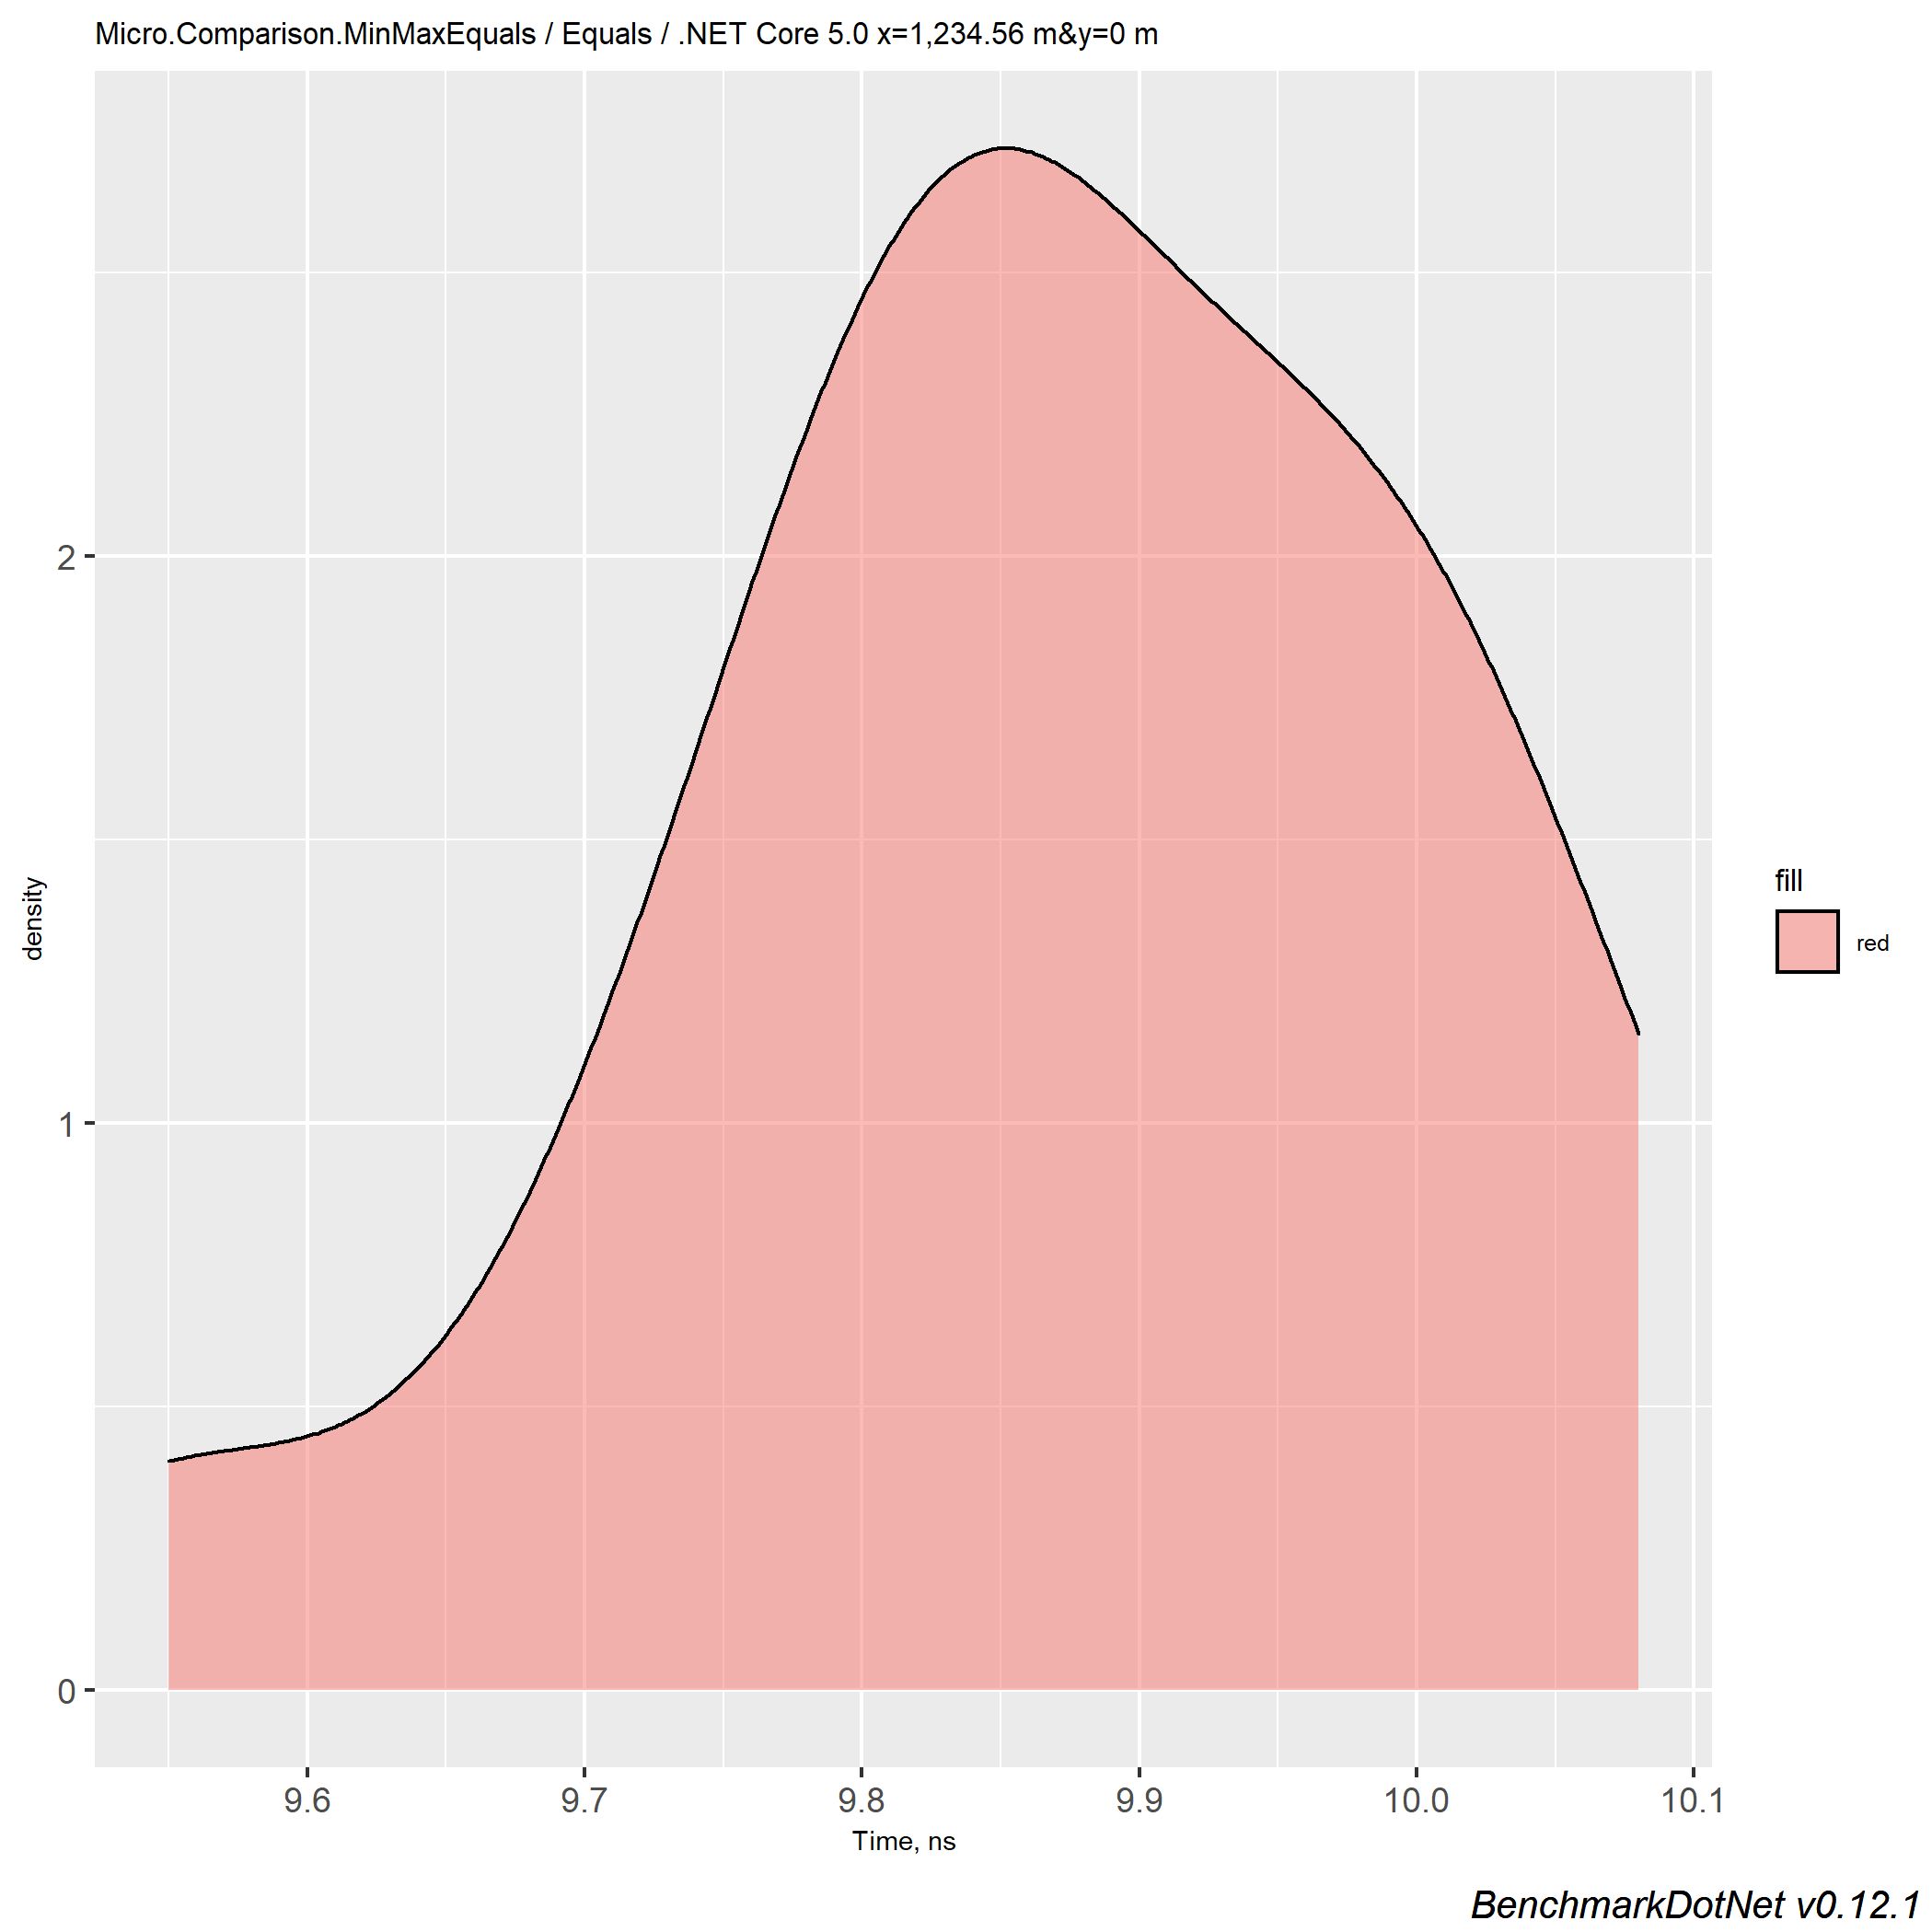 Micro.Comparison.MinMaxEquals / Equals / .NET Core 5.0 x=1,234.56 m&y=0 m
2
1
0
density
9.6 9.7 9.8 9.9 10.0 10.1
Time, ns
fill
red
BenchmarkDotNet v0.12.1